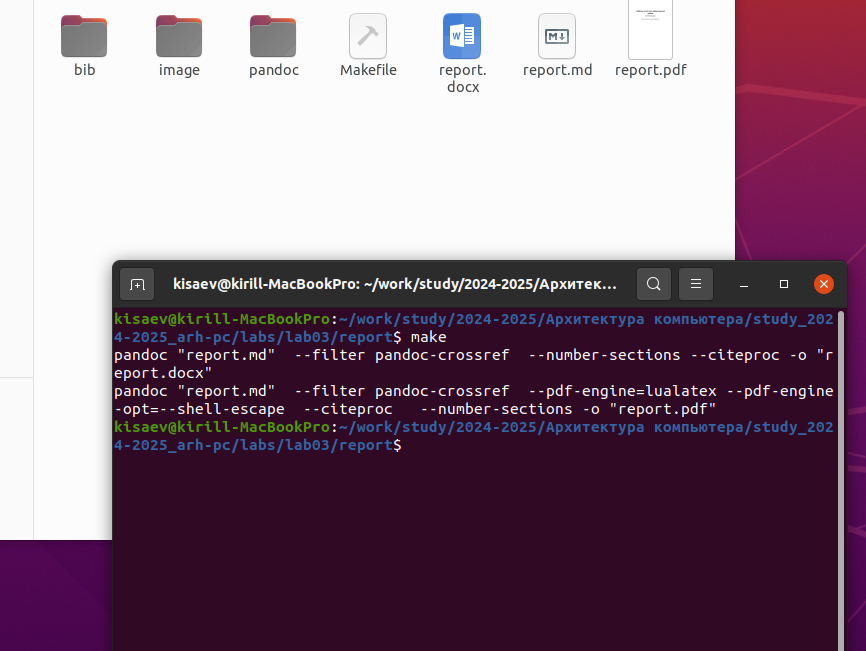 bib
image
pandoc
Makefile
report.
docx
report.md
report.pdf
kisaev@kirill-MacBookPro: ~/work/study/2024-2025/Архитек...
kisaev@kirill-MacBookPro:~/work/study/2024-2025/Архитектура компьютера/study_202
4-2025_arh-pc/labs/lab03/report$ make
pandoc "report.md"  --filter pandoc-crossref  --number-sections --citeproc -o "r
eport.docx"
pandoc "report.md"  --filter pandoc-crossref  --pdf-engine=lualatex --pdf-engine
-opt=--shell-escape  --citeproc   --number-sections -o "report.pdf"
kisaev@kirill-MacBookPro:~/work/study/2024-2025/Архитектура компьютера/study_202
4-2025_arh-pc/labs/lab03/report$